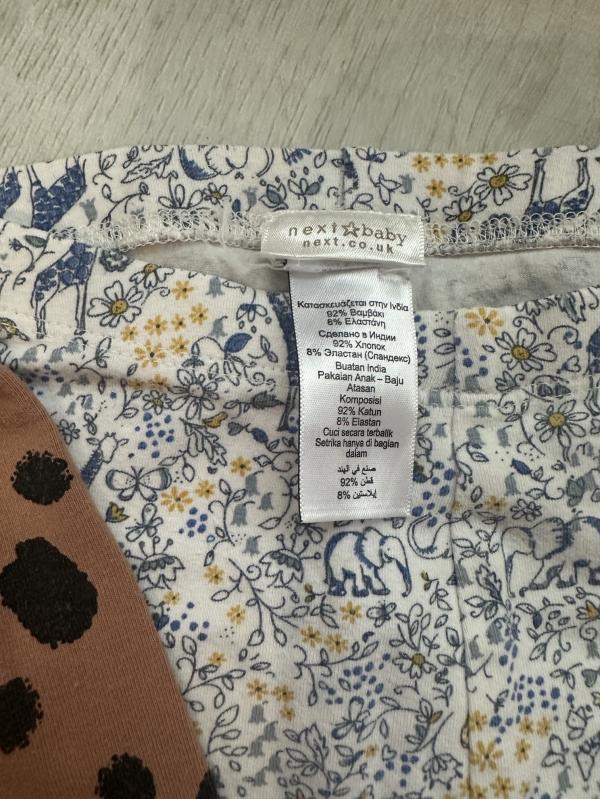 next baby
next.co.uk
Κατασκευάζεται στην Ινδία
92% Βαμβάκι
8% Ελαστάνη
Сделано в Индии
92% Хлопок
8% Эластан (Спандекс)
Buatan India
Pakaian Anak – Baju
Atasan
Komposisi
92% Katun
8% Elastan
Cuci secara terbalik
Setrika hanya di bagian
dalam
صنع في الهند
92% قطن
8% إيلاستين